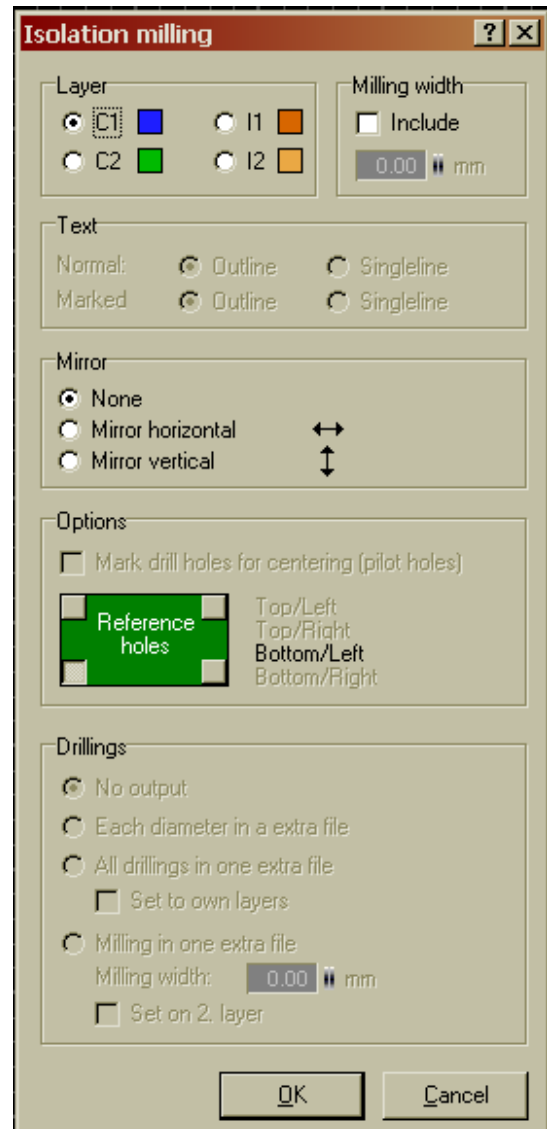 Isolation milling
Layer
Milling width
C1 I1
Include
C2 I2
0.00 mm
Text
Normal: Outline Singleline
Marked Outline Singleline
Mirror
None
Mirror horizontal
Mirror vertical
Options
Mark drill holes for centering (pilot holes)
Reference
holes
Top/Left
Top/Right
Bottom/Left
Bottom/Right
Drillings
No output
Each diameter in a extra file
All drillings in one extra file
Set to own layers
Milling in one extra file
Milling width: 0.00 mm
Set on 2. layer
OK Cancel